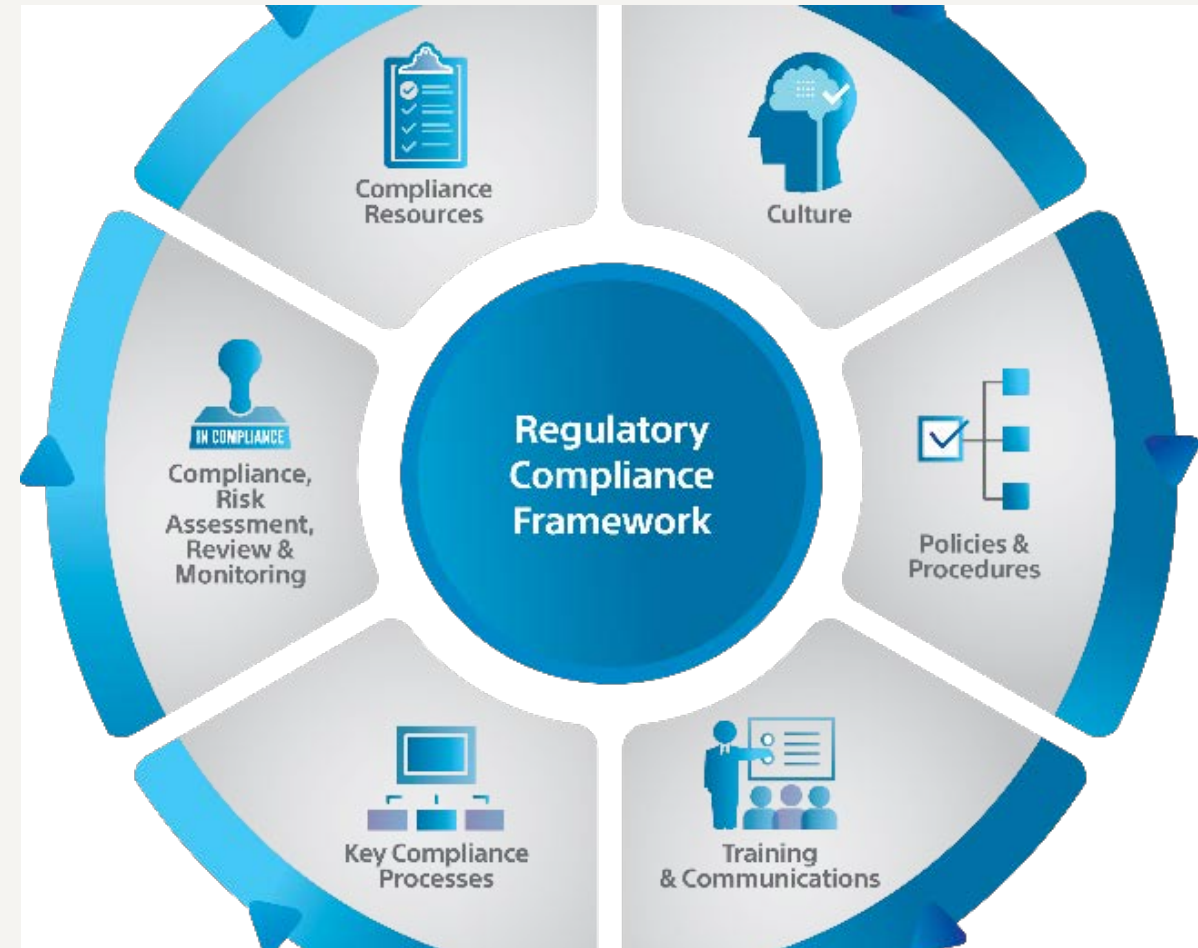 Compliance
Resources
Culture
IN COMPLIANCE
Compliance,
Risk
Assessment,
Review &
Monitoring
Regulatory
Compliance
Framework
Policies &
Procedures
Key Compliance
Processes
Training
& Communications